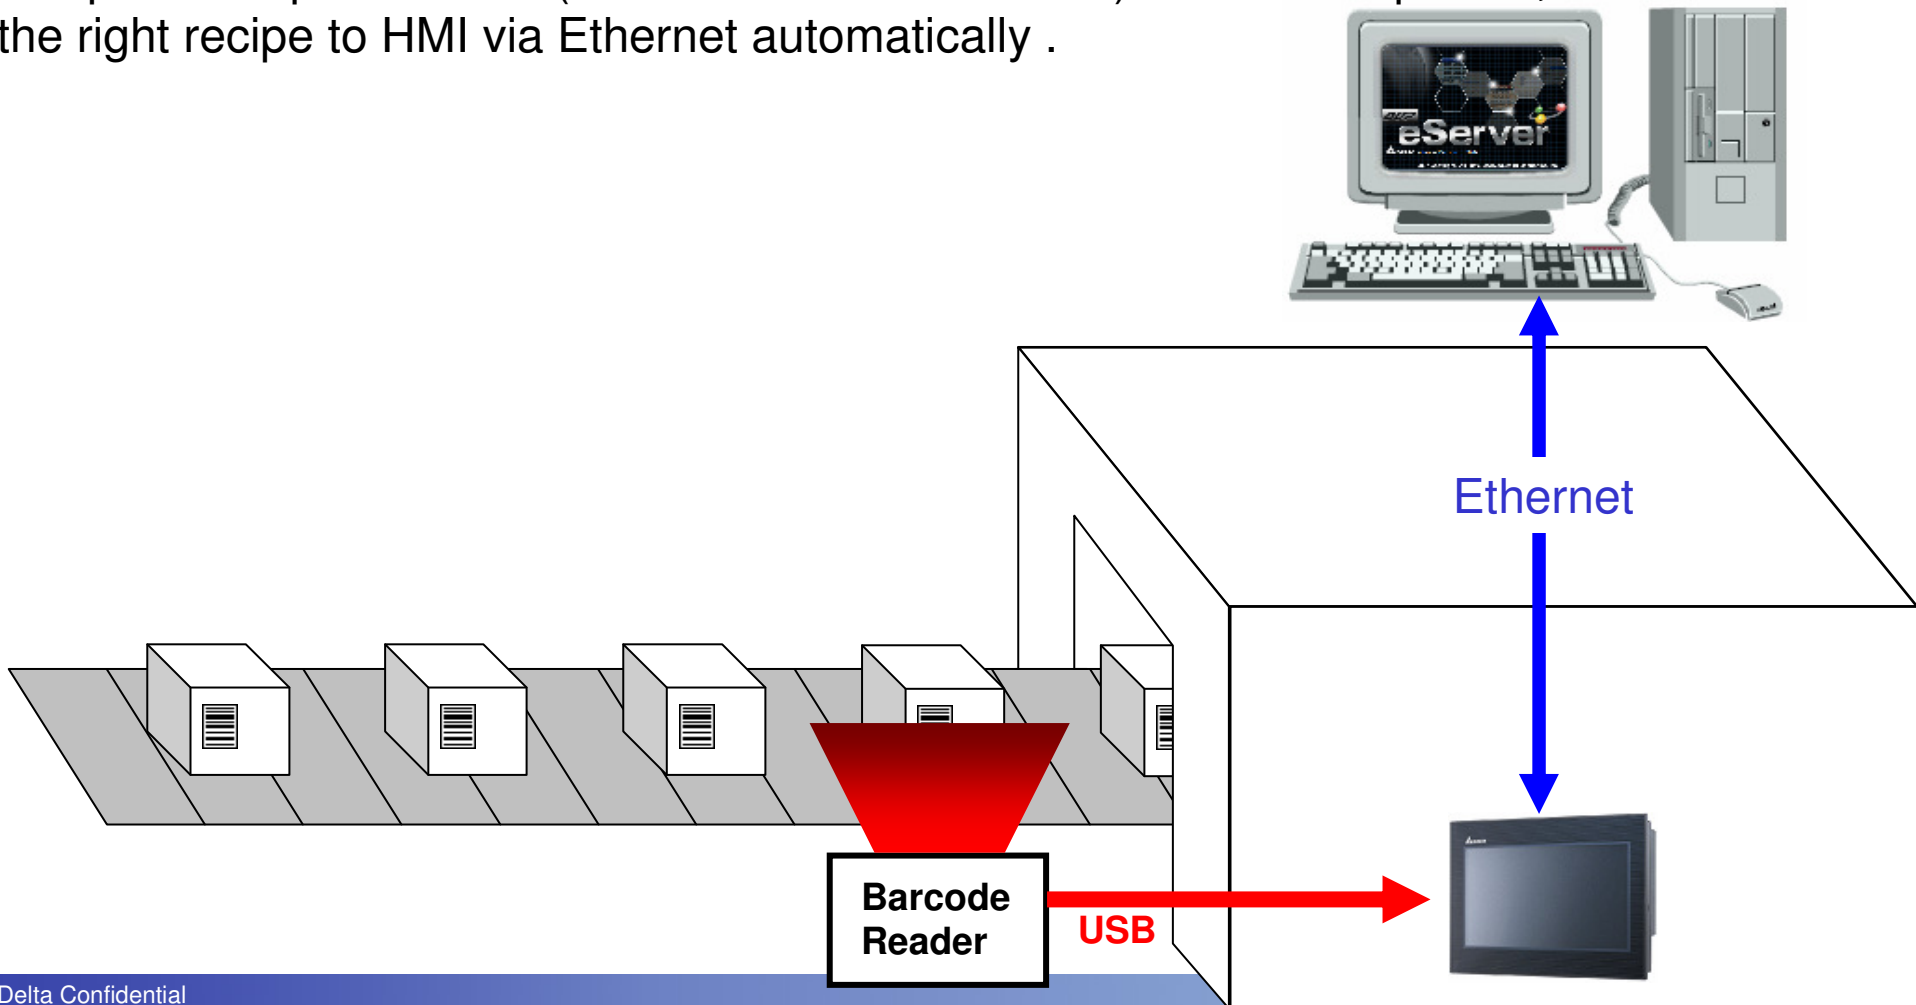 the right recipe to HMI via Ethernet automatically .
eServer
Ethernet
Barcode
Reader
USB
Delta Confidential